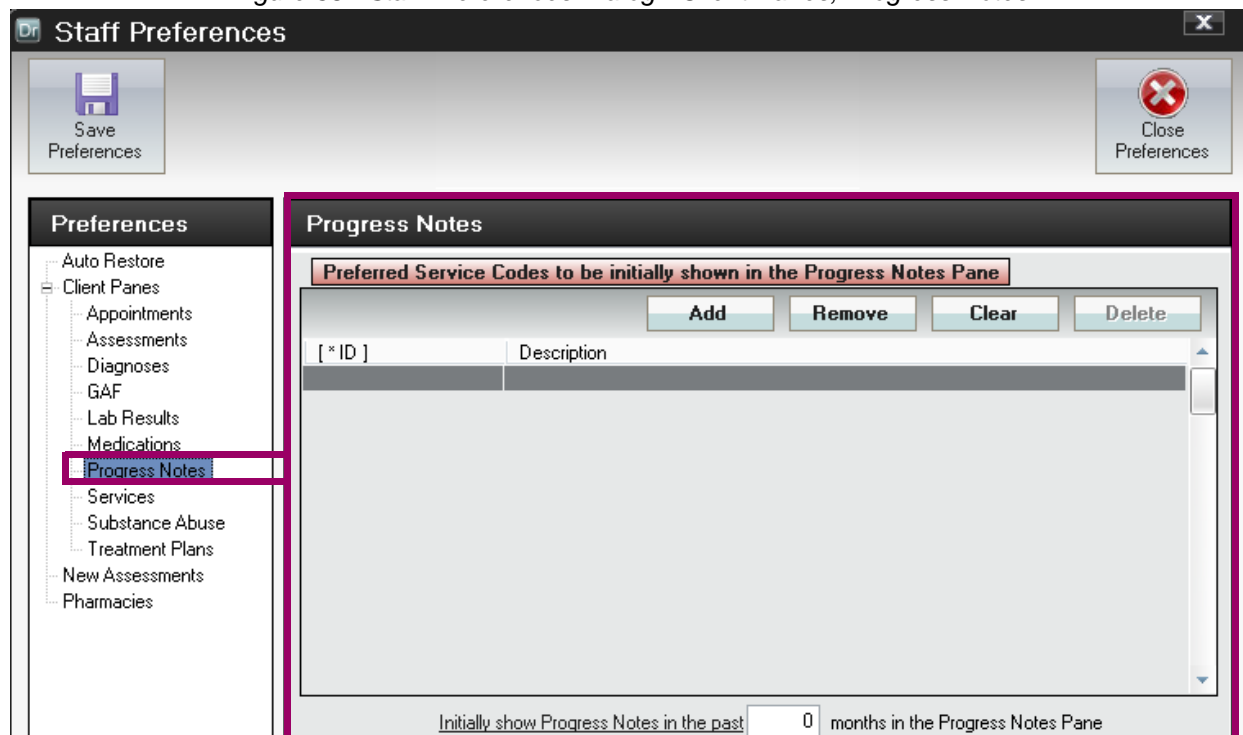 Staff Preferences
X
Save
Preferences
Close
Preferences
Preferences
Auto Restore
Client Panes
Appointments
Assessments
Diagnoses
GAF
Lab Results
Medications
Progress Notes
Services
Substance Abuse
Treatment Plans
New Assessments
Pharmacies
Progress Notes
Preferred Service Codes to be initially shown in the Progress Notes Pane
Add Remove Clear Delete
[ * ID ] Description
Initially show Progress Notes in the past 0 months in the Progress Notes Pane